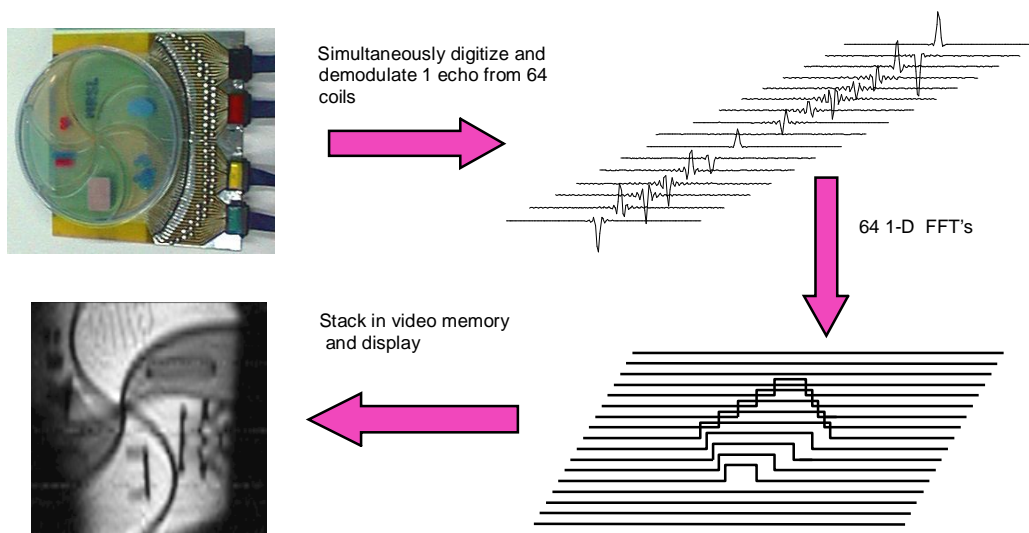 Simultaneously digitize and
demodulate 1 echo from 64
coils
64 1-D FFT's
Stack in video memory
and display